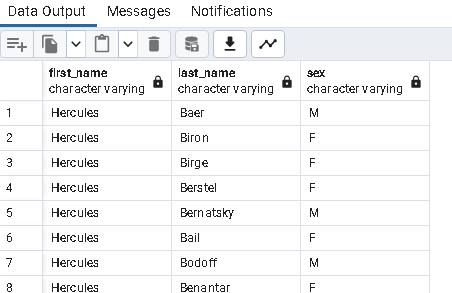 Data Output Messages Notifications
first_name last_name sex
character varying character varying character varying
1 Hercules Baer M
2 Hercules Biron F
3 Hercules Birge F
4 Hercules Berstel F
5 Hercules Bernatsky M
6 Hercules Bail F
7 Hercules Bodoff M
8 Hercules Benantar F